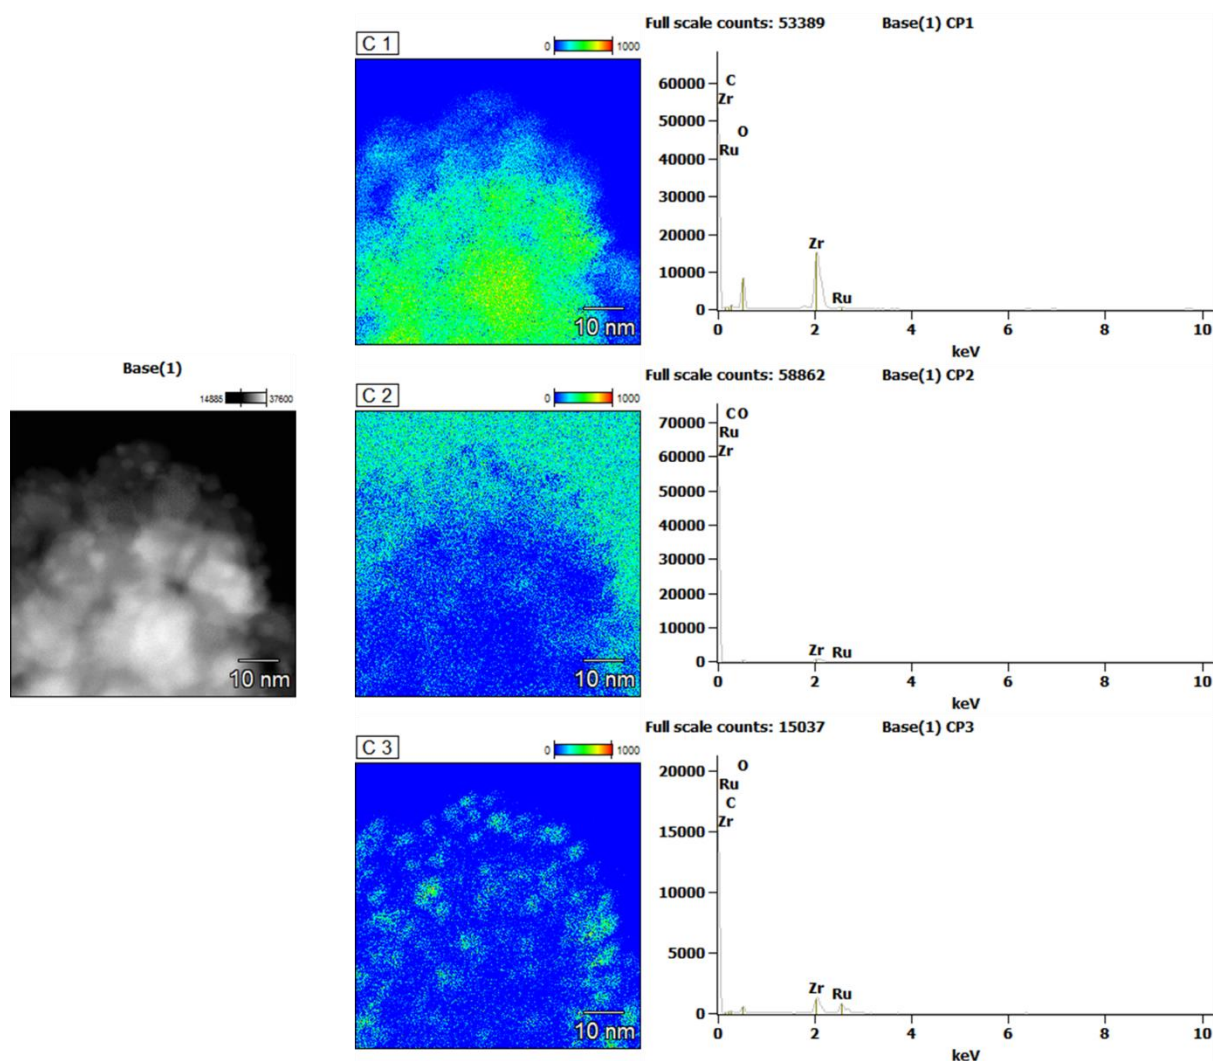 Full scale counts: 53389 Base(1) CP1
C 1
0 1000
10 nm
60000
50000
40000
30000
20000
10000
0
C
Zr
O
Ru
Zr
Ru
0 2 4 6 8 10
keV
Base(1)
14885 37600
10 nm
Full scale counts: 58862 Base(1) CP2
C 2
0 1000
10 nm
70000
60000
50000
40000
30000
20000
10000
0
C O
Ru
Zr
Zr Ru
0 2 4 6 8 10
keV
Full scale counts: 15037 Base(1) CP3
C 3
0 1000
10 nm
20000
15000
10000
5000
0
O
Ru
C
Zr
Zr Ru
0 2 4 6 8 10
keV